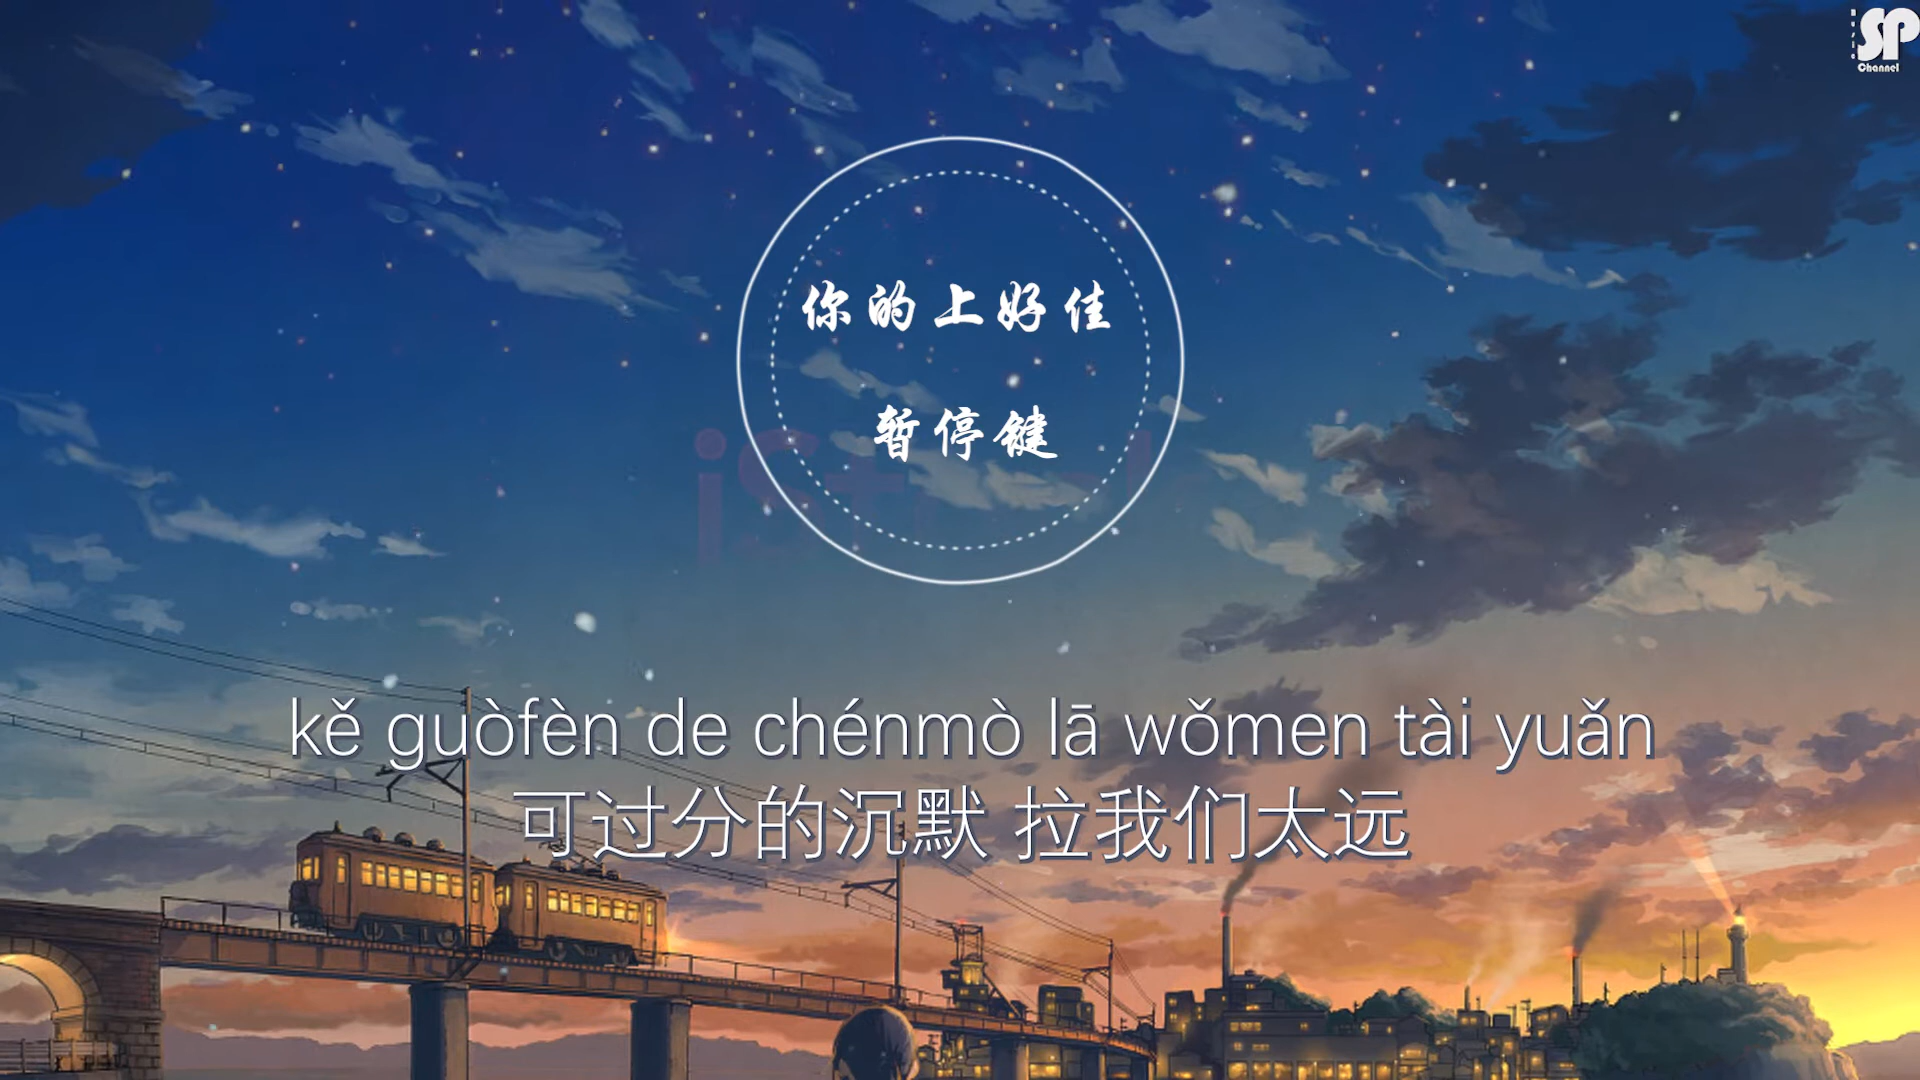 SP
Channel
你的上好佳
暂停键
kě guòfèn de chénmò lā wǒmen tài yuǎn
可过分的沉默 拉我们太远